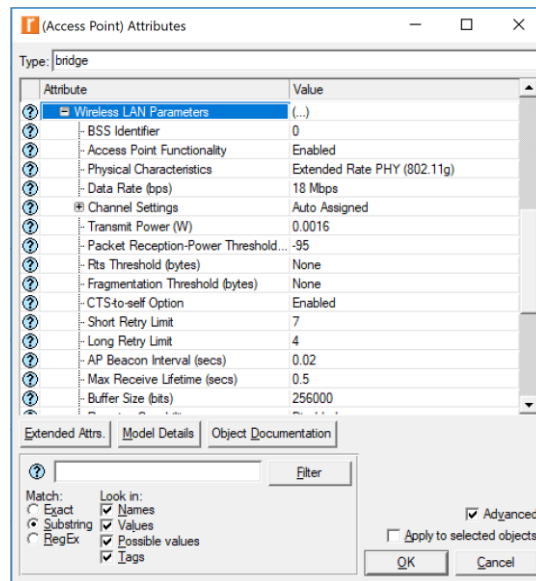 (Access Point) Attributes
Type: bridge
Attribute Value
Wireless LAN Parameters (...)
BSS Identifier 0
Access Point Functionality Enabled
Physical Characteristics Extended Rate PHY (802.11g)
Data Rate (bps) 18 Mbps
Channel Settings Auto Assigned
Transmit Power (W) 0.0016
Packet Reception-Power Threshold... -95
Rts Threshold (bytes) None
Fragmentation Threshold (bytes) None
CTS-to-self Option Enabled
Short Retry Limit 7
Long Retry Limit 4
AP Beacon Interval (secs) 0.02
Max Receive Lifetime (secs) 0.5
Buffer Size (bits) 256000
Extended Attrs. Model Details Object Documentation
Filter
Match: Look in:
Exact Names
Substring Values
RegEx Possible values
Tags
Advanced
Apply to selected objects
OK Cancel